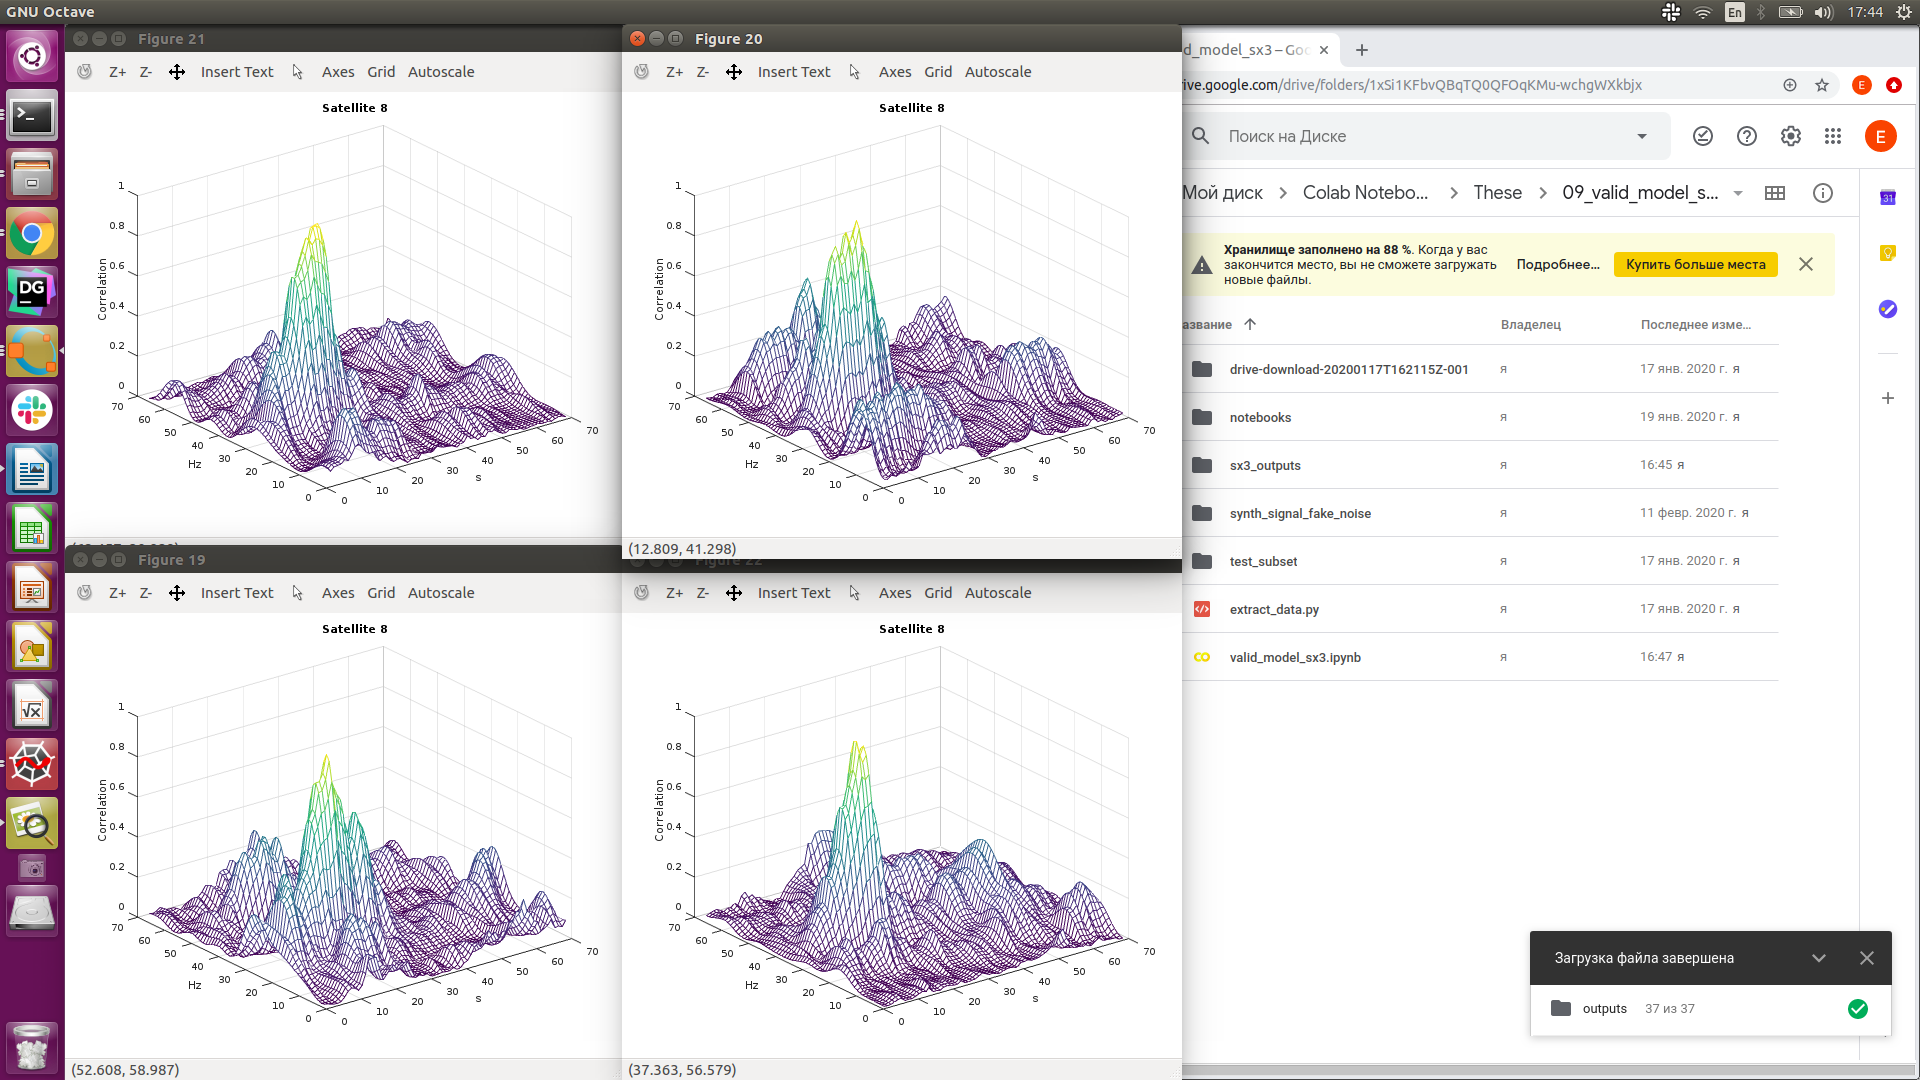 GNU Octave
En
17:44
Figure 21
Z+ Z- Insert Text Axes Grid Autoscale
Satellite 8
Correlation
1
0.8
0.6
0.4
0.2
0
70
60
50
40
30
20
10
0
Hz
0
10
20
30
40
50
60
70
s
Figure 20
Z+ Z- Insert Text Axes Grid Autoscale
Satellite 8
Correlation
1
0.8
0.6
0.4
0.2
0
70
60
50
40
30
20
10
0
Hz
0
10
20
30
40
50
60
70
s
(12.809, 41.298)
Figure 19
Z+ Z- Insert Text Axes Grid Autoscale
Satellite 8
Correlation
1
0.8
0.6
0.4
0.2
0
70
60
50
40
30
20
10
0
Hz
0
10
20
30
40
50
60
70
s
(52.608, 58.987)
Figure 22
Z+ Z- Insert Text Axes Grid Autoscale
Satellite 8
Correlation
1
0.8
0.6
0.4
0.2
0
70
60
50
40
30
20
10
0
Hz
0
10
20
30
40
50
60
70
s
(37.363, 56.579)
d_model_sx3 – Goo
ive.google.com/drive/folders/1xSi1KFbvQBqTQ0QFOqKMu-wchgWXkbjx
E
Поиск на Диске
E
Мой диск > Colab Notebo... > These > 09_valid_model_s...
31
Хранилище заполнено на 88 %. Когда у вас
закончится место, вы не сможете загружать
новые файлы.
Подробнее...
Купить больше места
азвание Владелец Последнее изме...
drive-download-20200117T162115Z-001 я 17 янв. 2020 г. я
notebooks я 19 янв. 2020 г. я
sx3_outputs я 16:45 я
synth_signal_fake_noise я 11 февр. 2020 г. я
test_subset я 17 янв. 2020 г. я
extract_data.py я 17 янв. 2020 г. я
valid_model_sx3.ipynb я 16:47 я
Загрузка файла завершена
outputs 37 из 37
DG